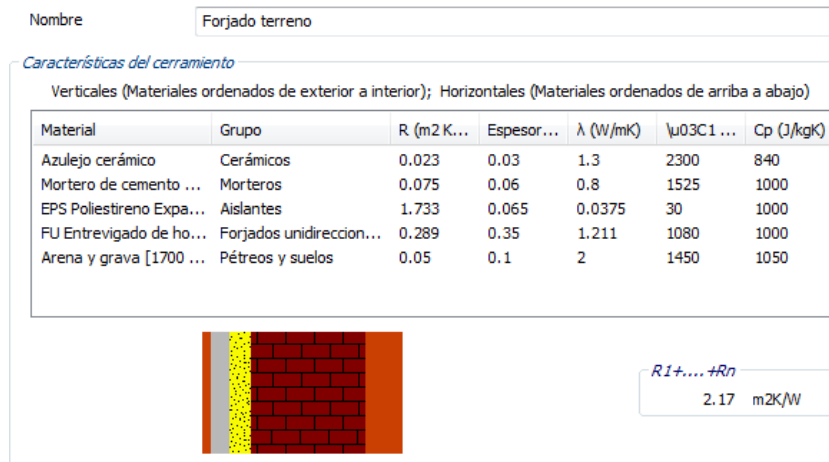 Nombre Forjado terreno
Características del cerramiento
Verticales (Materiales ordenados de exterior a interior); Horizontales (Materiales ordenados de arriba a abajo)
Material Grupo R (m2 K... Espesor... λ (W/mK) \u03C1 ... Cp (J/kgK)
Azulejo cerámico Cerámicos 0.023 0.03 1.3 2300 840
Mortero de cemento ... Morteros 0.075 0.06 0.8 1525 1000
EPS Poliestireno Expa... Aislantes 1.733 0.065 0.0375 30 1000
FU Entrevigado de ho... Forjados unidireccion... 0.289 0.35 1.211 1080 1000
Arena y grava [1700 ... Pétreos y suelos 0.05 0.1 2 1450 1050
R1+....+Rn
2.17 m2K/W